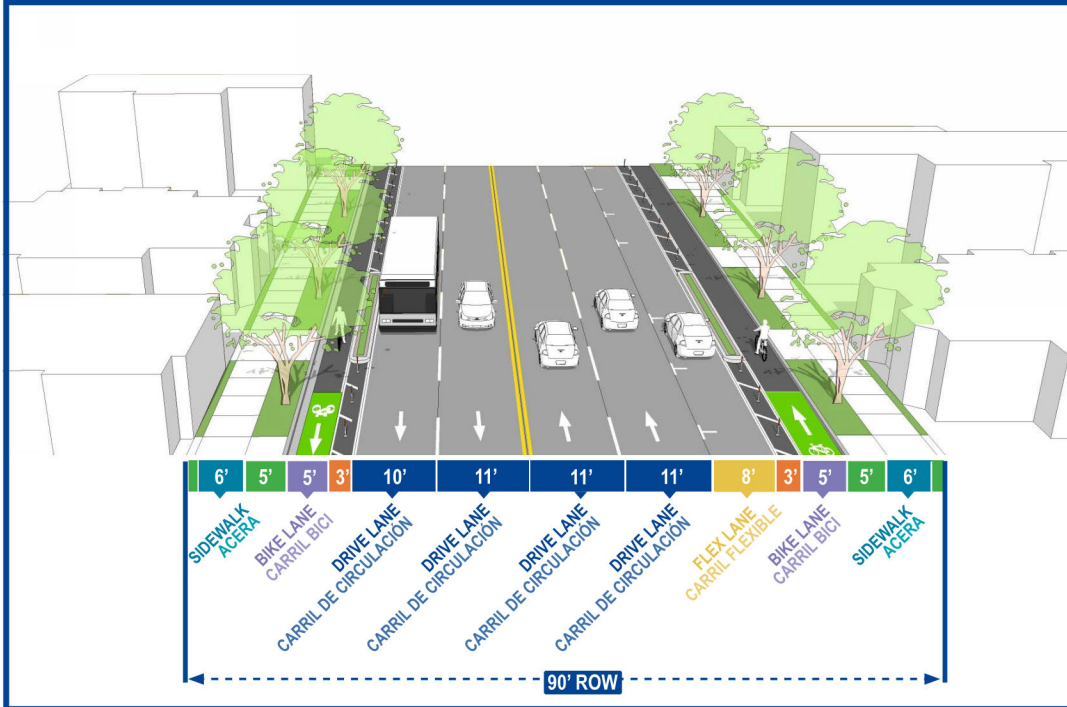 6’ 5’ 5’ 3’ 10’ 11’ 11’ 11’ 8’ 3’ 5’ 5’ 6’
SIDEWALK
ACERA
BIKE LANE
CARRIL BICI
DRIVE LANE
CARRIL DE CIRCULACIÓN
DRIVE LANE
CARRIL DE CIRCULACIÓN
DRIVE LANE
CARRIL DE CIRCULACIÓN
DRIVE LANE
CARRIL DE CIRCULACIÓN
FLEX LANE
CARRIL FLEXIBLE
BIKE LANE
CARRIL BICI
SIDEWALK
ACERA
90’ ROW